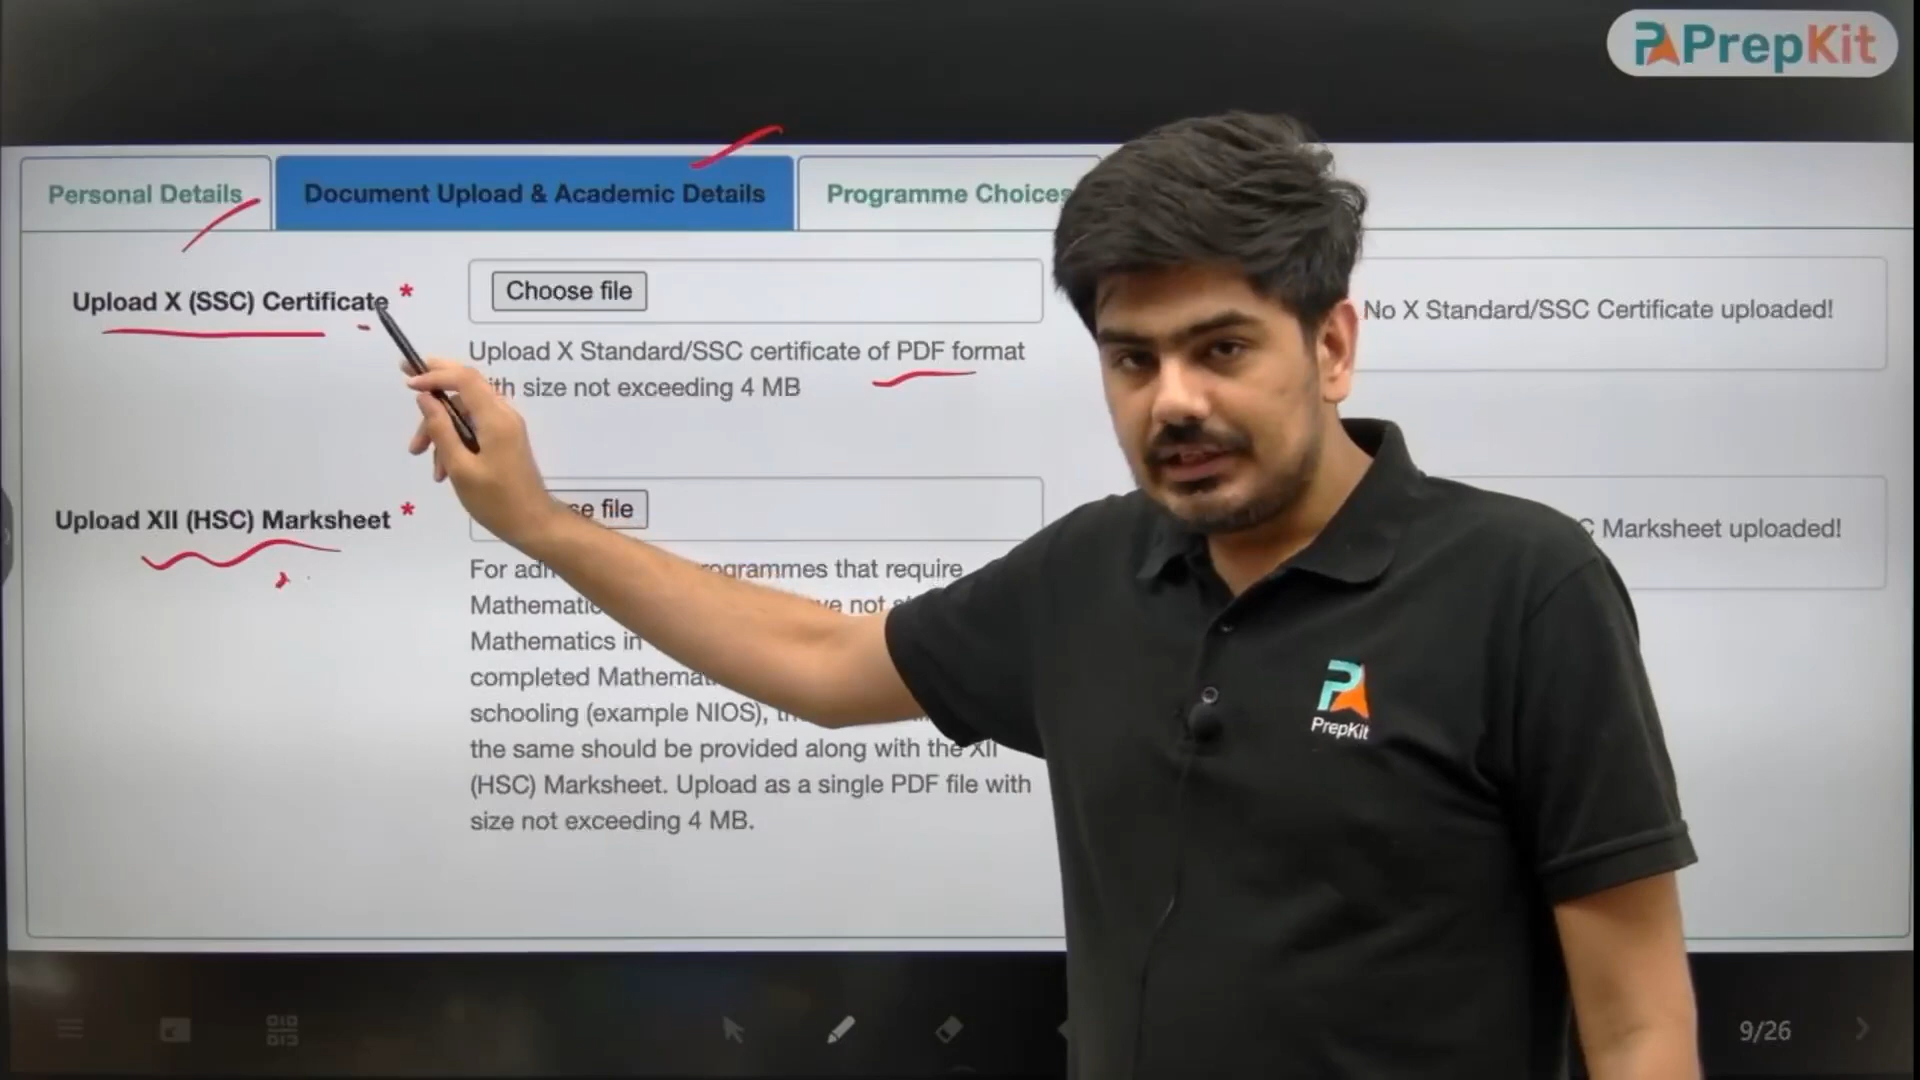 PrepKit
Personal Details
Document Upload & Academic Details
Programme Choices
Upload X (SSC) Certificate *
Choose file
No X Standard/SSC Certificate uploaded!
Upload X Standard/SSC certificate of PDF format
size not exceeding 4 MB
Upload XII (HSC) Marksheet *
file
Marksheet uploaded!
For programmes that require
not
Mathematics in
completed
schooling (example NIOS),
the same should be provided along with the XII
(HSC) Marksheet. Upload as a single PDF file with
size not exceeding 4 MB.
PrepKit
9/26